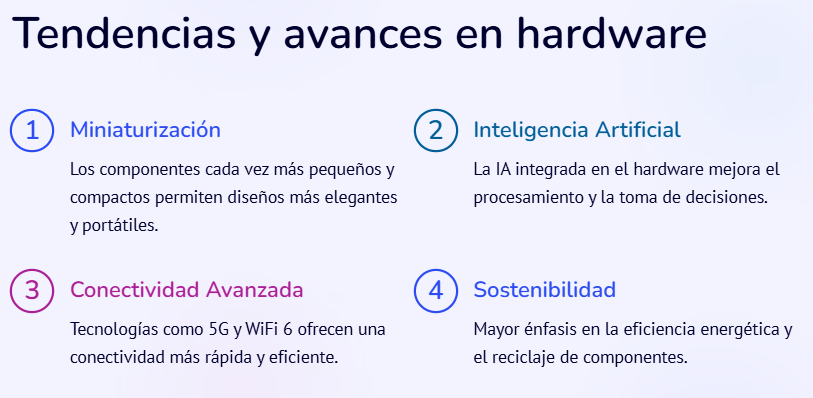 Tendencias y avances en hardware
1 Miniaturización
Los componentes cada vez más pequeños y
compactos permiten diseños más elegantes
y portátiles.
2 Inteligencia Artificial
La IA integrada en el hardware mejora el
procesamiento y la toma de decisiones.
3 Conectividad Avanzada
Tecnologías como 5G y WiFi 6 ofrecen una
conectividad más rápida y eficiente.
4 Sostenibilidad
Mayor énfasis en la eficiencia energética y
el reciclaje de componentes.